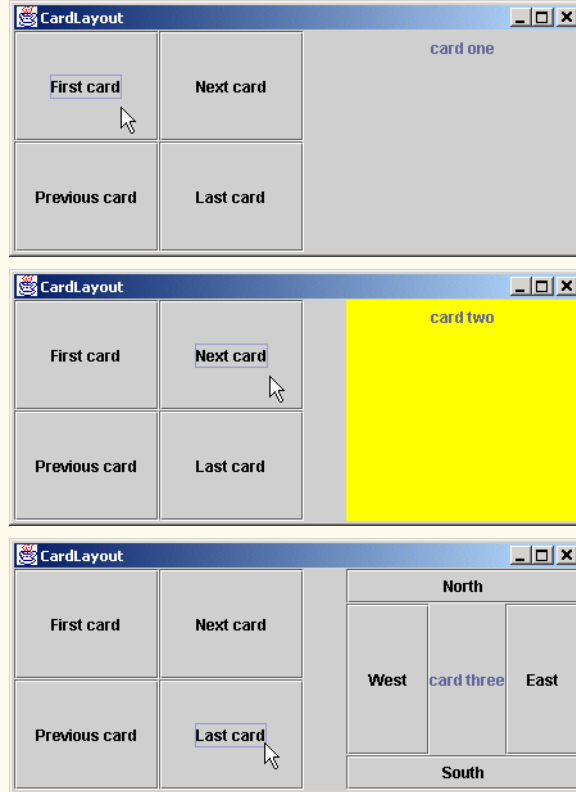 CardLayout
First card
Next card
card one
Previous card
Last card
CardLayout
First card
Next card
card two
Previous card
Last card
CardLayout
First card
Next card
North
West
card three
East
Previous card
Last card
South